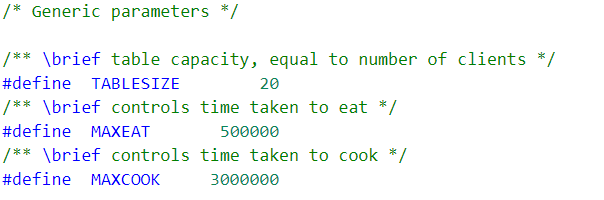 /* Generic parameters */
/** \brief table capacity, equal to number of clients */
#define  TABLESIZE        20
/** \brief controls time taken to eat */
#define  MAXEAT       500000
/** \brief controls time taken to cook */
#define  MAXCOOK     3000000